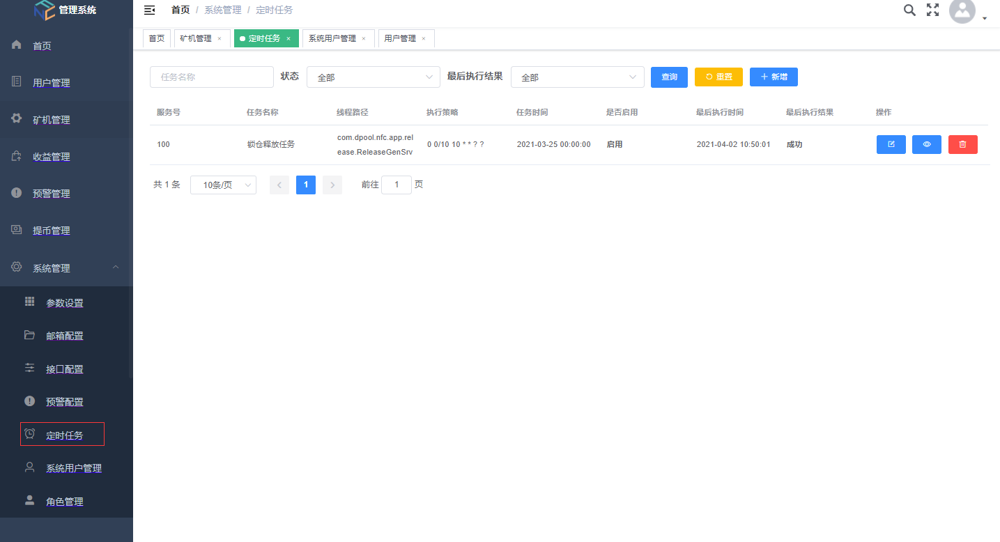 管理系统
首页
用户管理
矿机管理
收益管理
预警管理
提币管理
系统管理
参数设置
邮箱配置
接口配置
预警配置
定时任务
系统用户管理
角色管理
首页 / 系统管理 / 定时任务
首页 矿机管理 × 定时任务 × 系统用户管理 × 用户管理 ×
任务名称 状态 全部 最后执行结果 全部 查询 重置 新增
服务号 任务名称 线程路径 执行策略 任务时间 是否启用 最后执行时间 最后执行结果 操作
100 锁仓释放任务 com.dpool.nfc.app.rel
ease.ReleaseGenSrv 0 0/10 10 * * ? ? 2021-03-25 00:00:00 启用 2021-04-02 10:50:01 成功
共 1 条 10条/页 1 前往 1 页